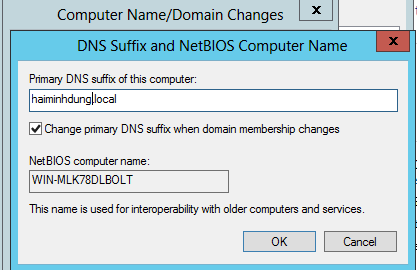 Computer Name/Domain Changes
x
DNS Suffix and NetBIOS Computer Name
x
Primary DNS suffix of this computer:
haiminhdung.local
Change primary DNS suffix when domain membership changes
NetBIOS computer name:
WIN-MLK78DLBOLT
This name is used for interoperability with older computers and services.
OK
Cancel